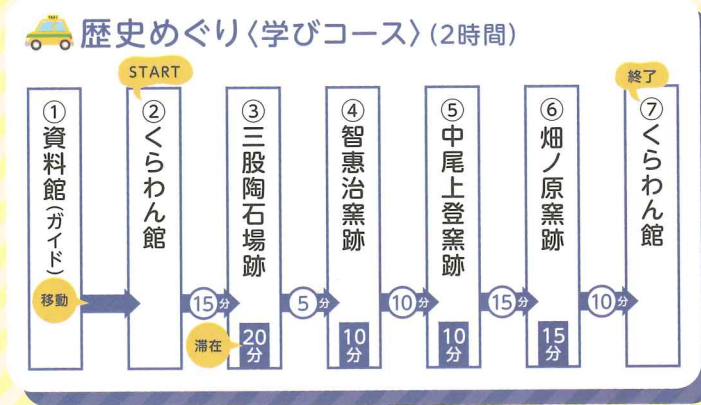 TAXI
歴史めぐり〈学びコース〉(2時間)
START
終了
①資料館(ガイド)
②くらわん館
③三股陶石場跡
④智惠治窯跡
⑤中尾上登窯跡
⑥畑ノ原窯跡
⑦くらわん館
移動
15分
5分
10分
15分
10分
滞在
20分
10分
10分
15分